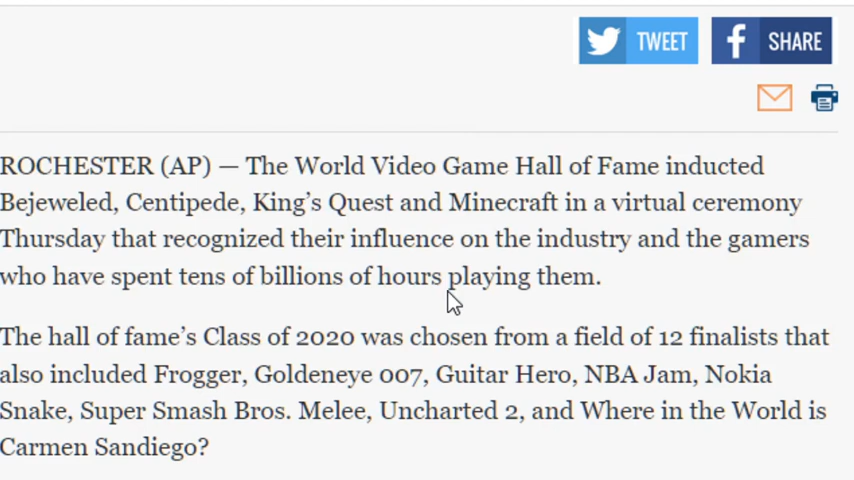 TWEET
SHARE
ROCHESTER (AP) — The World Video Game Hall of Fame inducted
Bejeweled, Centipede, King’s Quest and Minecraft in a virtual ceremony
Thursday that recognized their influence on the industry and the gamers
who have spent tens of billions of hours playing them.
The hall of fame’s Class of 2020 was chosen from a field of 12 finalists that
also included Frogger, Goldeneye 007, Guitar Hero, NBA Jam, Nokia
Snake, Super Smash Bros. Melee, Uncharted 2, and Where in the World is
Carmen Sandiego?